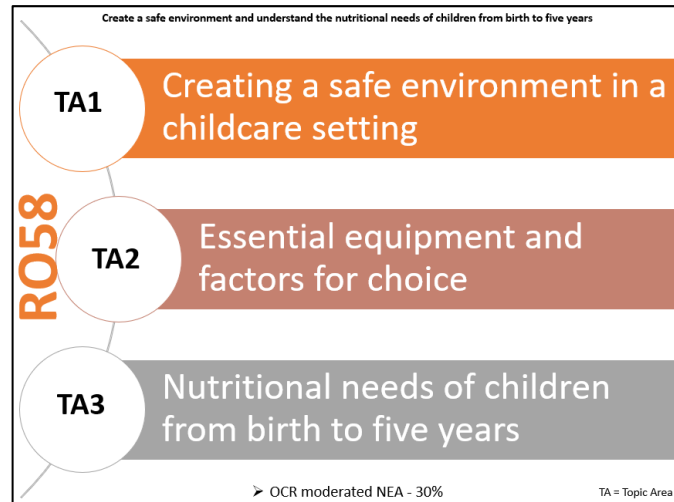 Create a safe environment and understand the nutritional needs of children from birth to five years
RO58
TA1
Creating a safe environment in a
childcare setting
TA2
Essential equipment and
factors for choice
TA3
Nutritional needs of children
from birth to five years
➢ OCR moderated NEA - 30%
TA = Topic Area